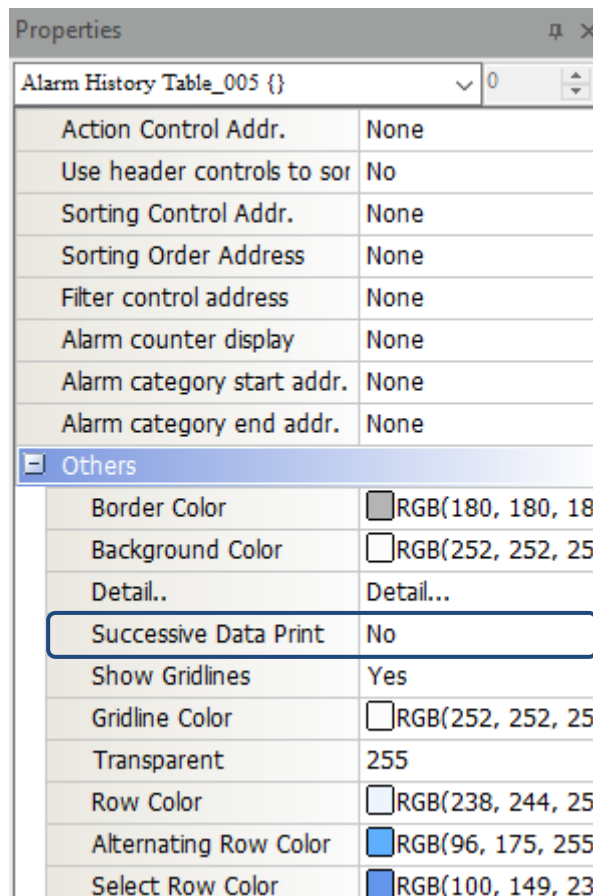 Properties
Alarm History Table_005 {} 0
Action Control Addr. None
Use header controls to sor No
Sorting Control Addr. None
Sorting Order Address None
Filter control address None
Alarm counter display None
Alarm category start addr. None
Alarm category end addr. None
Others
Border Color RGB(180, 180, 18
Background Color RGB(252, 252, 25
Detail.. Detail...
Successive Data Print No
Show Gridlines Yes
Gridline Color RGB(252, 252, 25
Transparent 255
Row Color RGB(238, 244, 25
Alternating Row Color RGB(96, 175, 255
Select Row Color RGB(100, 149, 23